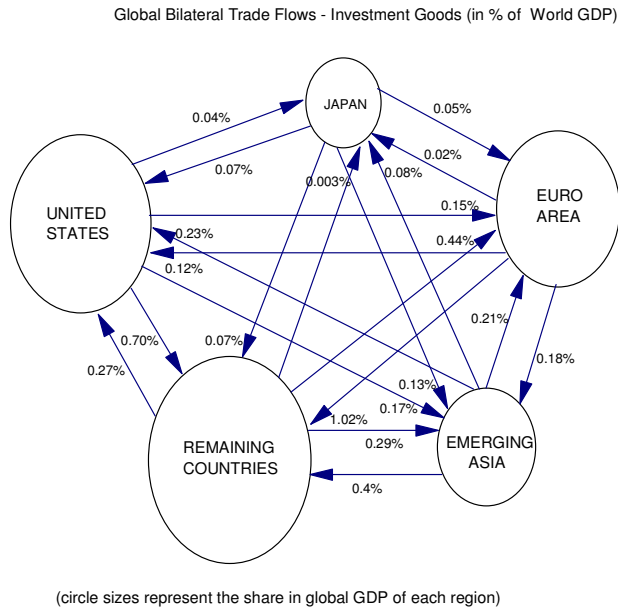 Global Bilateral Trade Flows - Investment Goods (in % of  World GDP)
JAPAN
0.04%
0.05%
0.07%
0.02%
0.003%
0.08%
UNITED
STATES
EURO
AREA
0.15%
0.23%
0.44%
0.12%
0.21%
0.70%
0.07%
0.18%
0.27%
0.13%
0.17%
1.02%
0.29%
REMAINING
COUNTRIES
EMERGING
ASIA
0.4%
(circle sizes represent the share in global GDP of each region)